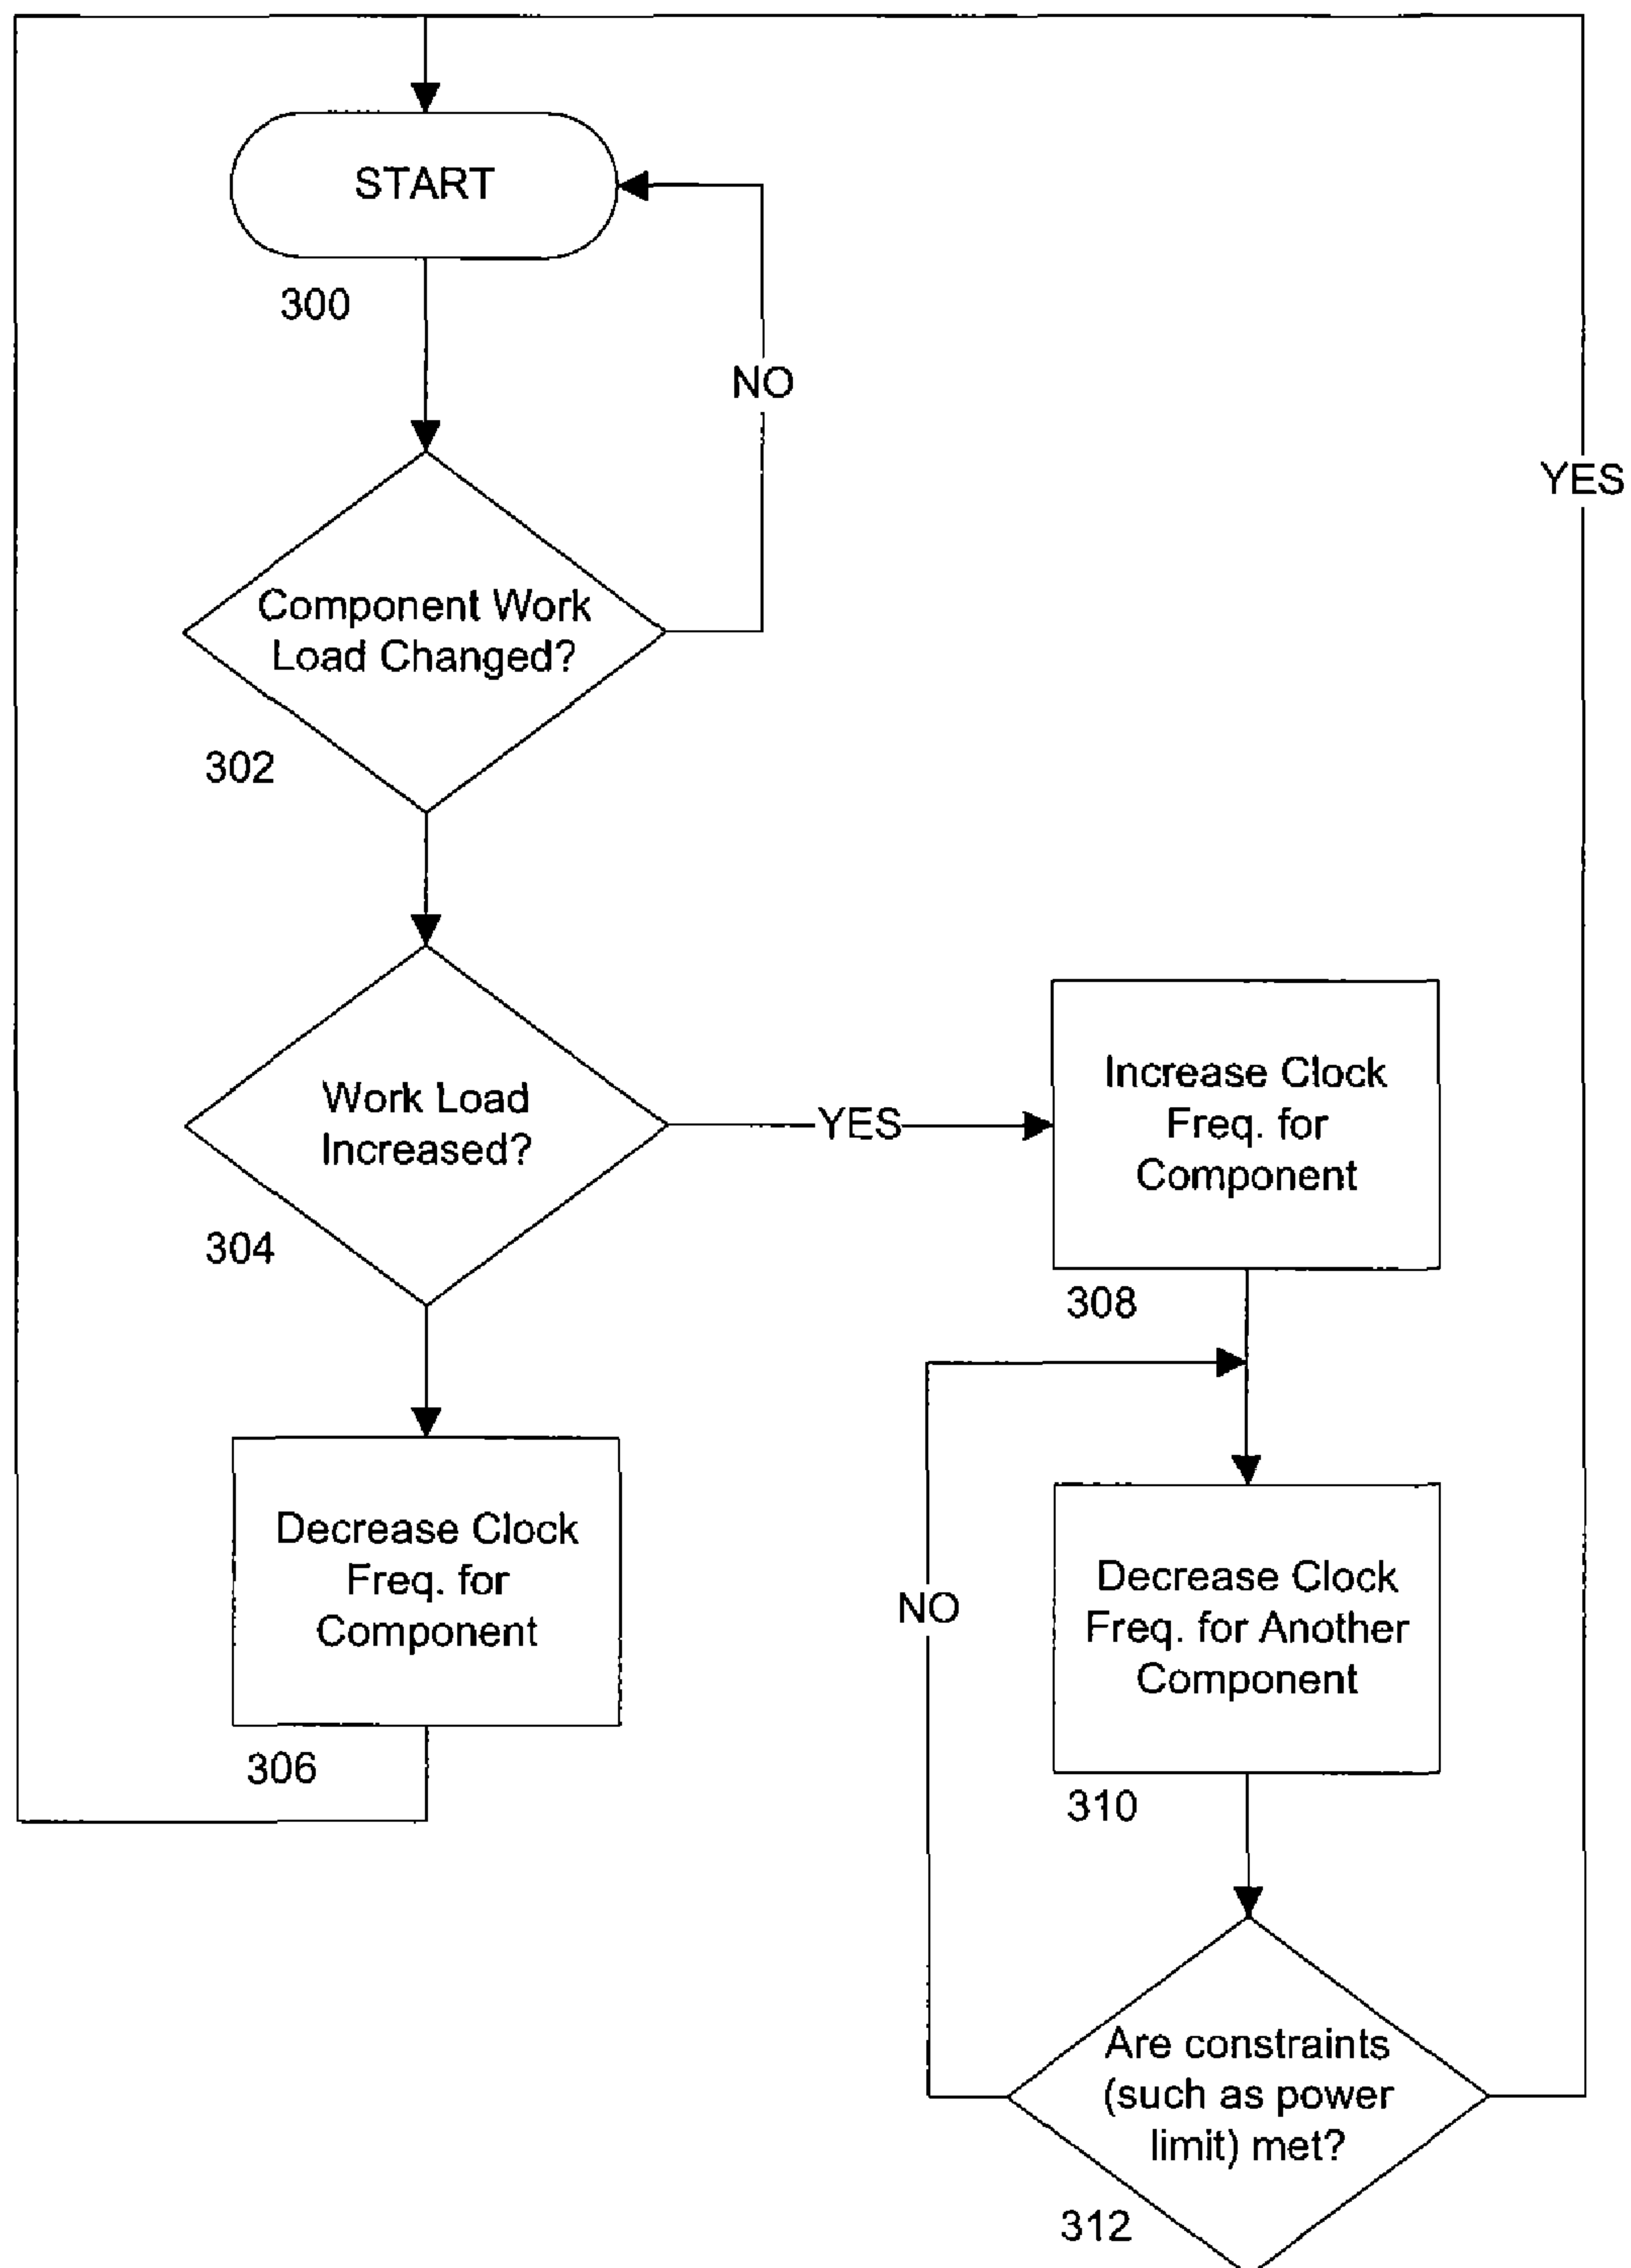 START
300
NO
Component Work
Load Changed?
302
YES
Work Load
Increased?
304
YES
Increase Clock
Freq. for
Component
308
Decrease Clock
Freq. for
Component
306
NO
Decrease Clock
Freq. for Another
Component
310
Are constraints
(such as power
limit) met?
312